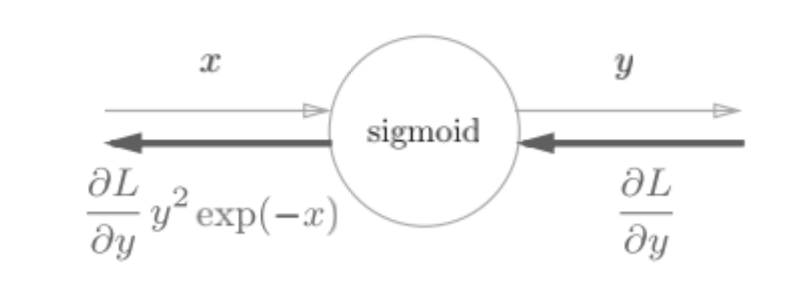 x y
sigmoid
∂L/∂y y² exp(−x) ∂L/∂y